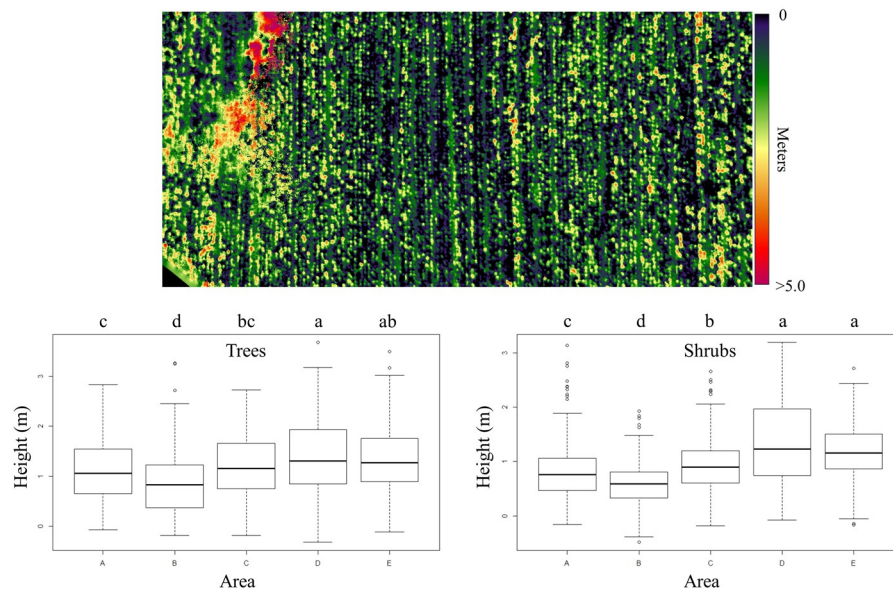 0
Meters
>5.0
c d bc a ab
Trees
Height (m)
3
2
1
0
A B C D E
Area
c d b a a
Shrubs
Height (m)
3
2
1
0
A B C D E
Area